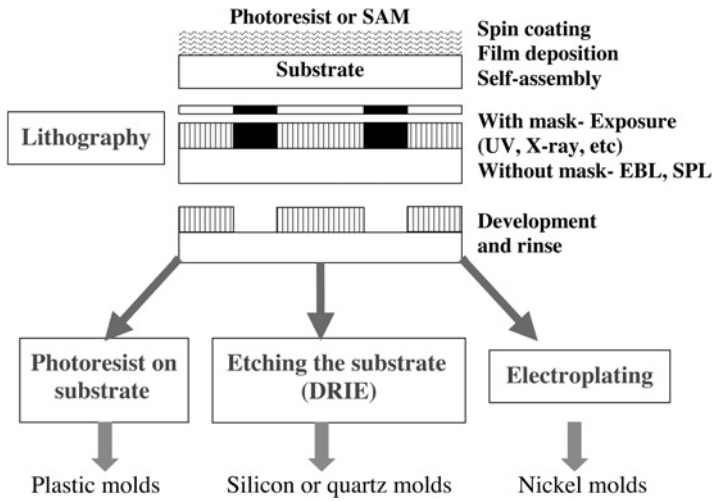 Photoresist or SAM
Substrate
Spin coating
Film deposition
Self-assembly
Lithography
With mask- Exposure
(UV, X-ray, etc)
Without mask- EBL, SPL
Development
and rinse
Photoresist on
substrate
Etching the substrate
(DRIE)
Electroplating
Plastic molds
Silicon or quartz molds
Nickel molds